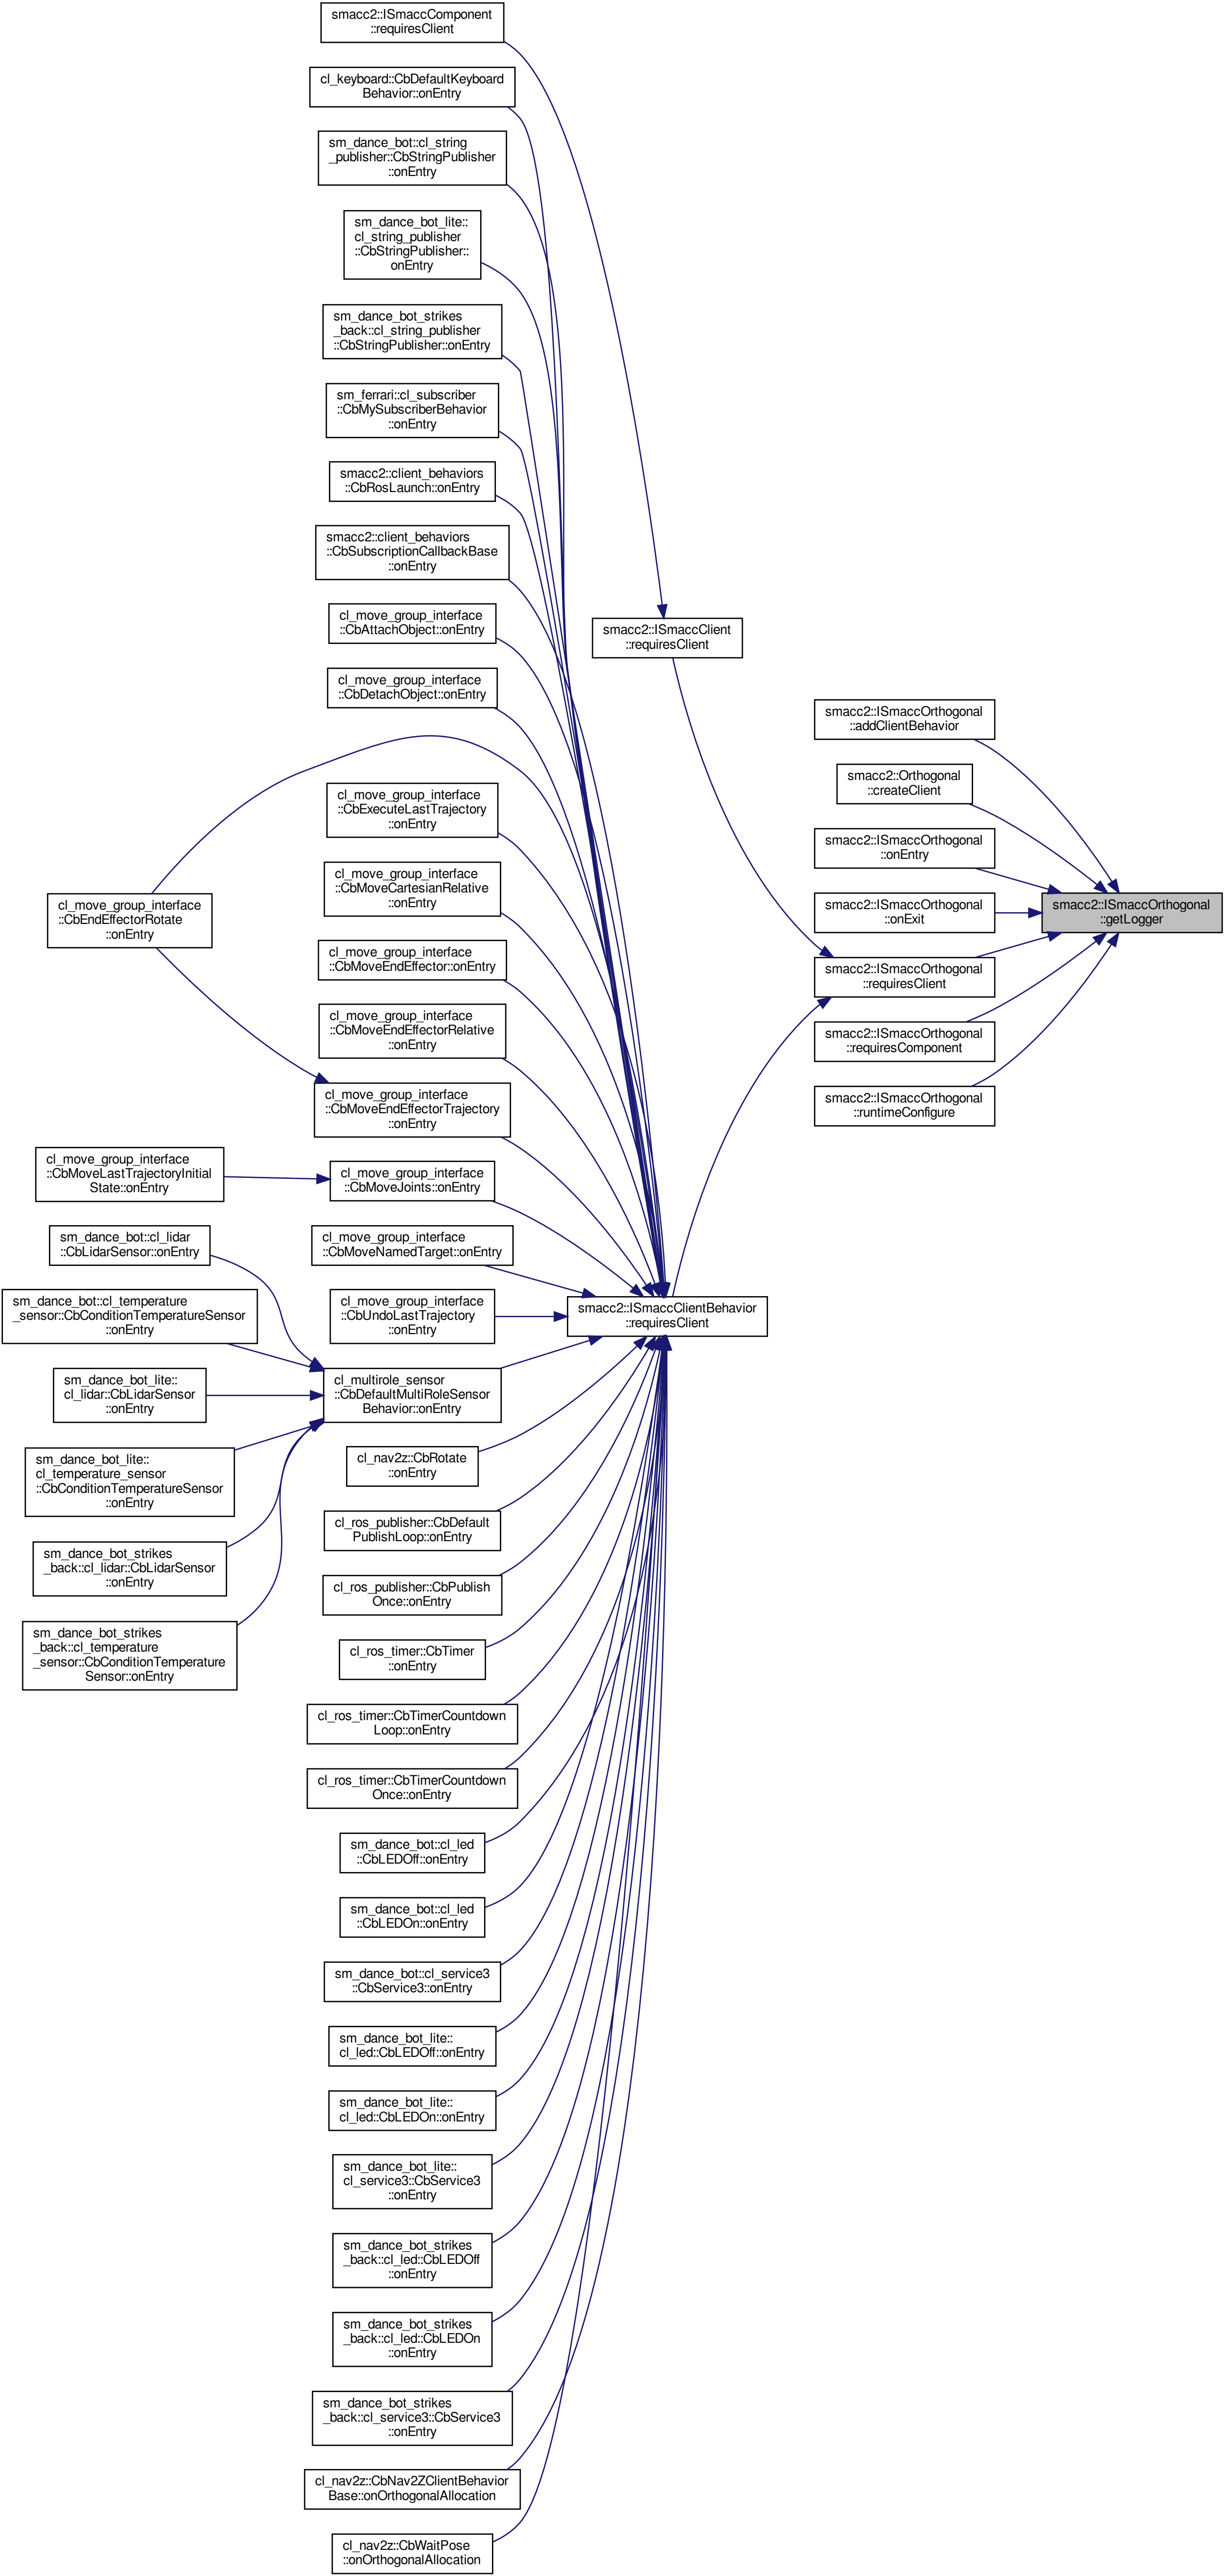 smacc2::ISmaccComponent
::requiresClient
cl_keyboard::CbDefaultKeyboard
Behavior::onEntry
sm_dance_bot::cl_string
_publisher::CbStringPublisher
::onEntry
sm_dance_bot_lite::
cl_string_publisher
::CbStringPublisher::
onEntry
sm_dance_bot_strikes
_back::cl_string_publisher
::CbStringPublisher::onEntry
sm_ferrari::cl_subscriber
::CbMySubscriberBehavior
::onEntry
smacc2::client_behaviors
::CbRosLaunch::onEntry
smacc2::client_behaviors
::CbSubscriptionCallbackBase
::onEntry
cl_move_group_interface
::CbAttachObject::onEntry
cl_move_group_interface
::CbDetachObject::onEntry
cl_move_group_interface
::CbExecuteLastTrajectory
::onEntry
cl_move_group_interface
::CbMoveCartesianRelative
::onEntry
cl_move_group_interface
::CbEndEffectorRotate
::onEntry
cl_move_group_interface
::CbMoveEndEffector::onEntry
cl_move_group_interface
::CbMoveEndEffectorRelative
::onEntry
cl_move_group_interface
::CbMoveEndEffectorTrajectory
::onEntry
cl_move_group_interface
::CbMoveLastTrajectoryInitial
State::onEntry
cl_move_group_interface
::CbMoveJoints::onEntry
cl_move_group_interface
::CbMoveNamedTarget::onEntry
cl_move_group_interface
::CbUndoLastTrajectory
::onEntry
sm_dance_bot::cl_lidar
::CbLidarSensor::onEntry
sm_dance_bot::cl_temperature
_sensor::CbConditionTemperatureSensor
::onEntry
sm_dance_bot_lite::
cl_lidar::CbLidarSensor
::onEntry
sm_dance_bot_lite::
cl_temperature_sensor
::CbConditionTemperatureSensor
::onEntry
sm_dance_bot_strikes
_back::cl_lidar::CbLidarSensor
::onEntry
sm_dance_bot_strikes
_back::cl_temperature
_sensor::CbConditionTemperature
Sensor::onEntry
cl_multirole_sensor
::CbDefaultMultiRoleSensor
Behavior::onEntry
cl_nav2z::CbRotate
::onEntry
cl_ros_publisher::CbDefault
PublishLoop::onEntry
cl_ros_publisher::CbPublish
Once::onEntry
cl_ros_timer::CbTimer
::onEntry
cl_ros_timer::CbTimerCountdown
Loop::onEntry
cl_ros_timer::CbTimerCountdown
Once::onEntry
sm_dance_bot::cl_led
::CbLEDOff::onEntry
sm_dance_bot::cl_led
::CbLEDOn::onEntry
sm_dance_bot::cl_service3
::CbService3::onEntry
sm_dance_bot_lite::
cl_led::CbLEDOff::onEntry
sm_dance_bot_lite::
cl_led::CbLEDOn::onEntry
sm_dance_bot_lite::
cl_service3::CbService3
::onEntry
sm_dance_bot_strikes
_back::cl_led::CbLEDOff
::onEntry
sm_dance_bot_strikes
_back::cl_led::CbLEDOn
::onEntry
sm_dance_bot_strikes
_back::cl_service3::CbService3
::onEntry
cl_nav2z::CbNav2ZClientBehavior
Base::onOrthogonalAllocation
cl_nav2z::CbWaitPose
::onOrthogonalAllocation
smacc2::ISmaccClient
::requiresClient
smacc2::ISmaccClientBehavior
::requiresClient
smacc2::ISmaccOrthogonal
::addClientBehavior
smacc2::Orthogonal
::createClient
smacc2::ISmaccOrthogonal
::onEntry
smacc2::ISmaccOrthogonal
::onExit
smacc2::ISmaccOrthogonal
::requiresClient
smacc2::ISmaccOrthogonal
::requiresComponent
smacc2::ISmaccOrthogonal
::runtimeConfigure
smacc2::ISmaccOrthogonal
::getLogger